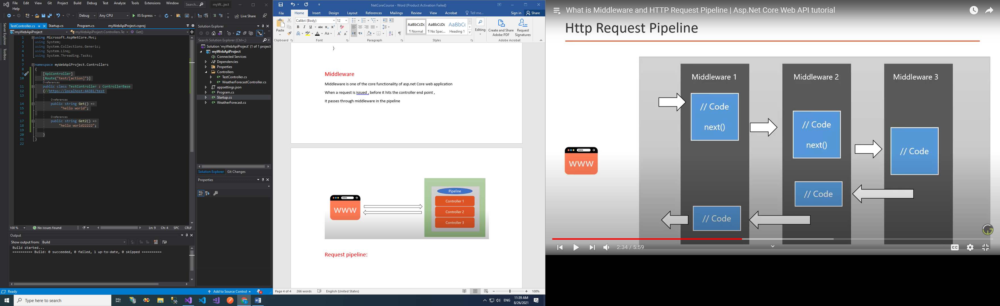 File Edit View Git Project Build Debug Test Analyze Tools Extensions Window Search... myW...ject
Help
Debug Any CPU IIS Express Live Share
Server Explorer
Toolbox
TestController.cs Startup.cs Program.cs myWebApiProject.csproj
myWebApiProject myWebApiProject.Controllers.Te Get()
1 using Microsoft.AspNetCore.Mvc;
2 using System;
3 using System.Collections.Generic;
4 using System.Linq;
5 using System.Threading.Tasks;
6
7 namespace myWebApiProject.Controllers
8 {
9 [ApiController]
10 [Route("test/[action]")]
0 references
11 public class TestController : ControllerBase
12 {//https://localhost:44381/test
13
0 references
14 public string Get() =>
15 "hello world";
16
0 references
17 public string Get2() =>
18 "hello world22222";
19
20 }
21 }
22
100 % No issues found Ln: 9 Ch: 4 SPC CRLF
Output
Show output from: Build
Build started...
========== Build: 0 succeeded, 0 failed, 1 up-to-date, 0 skipped ==========
Solution Explorer
Search Solution Explorer (Ctrl+;)
Solution 'myWebApiProject' (1 of 1 project
myWebApiProject
Connected Services
Dependencies
Properties
Controllers
TestController.cs
WeatherForecastController.cs
appsettings.json
Program.cs
Startup.cs
WeatherForecast.cs
Solution Explorer Git Changes
Properties
Ready Add to Source Control 4
Type here to search
NetCoreCourse - Word (Product Activation Failed)
File Home Insert Design Layout References Mailings Review View Acrobat Tell me... Sign in Share
Paste
Calibri (Body) 12
B I U abc x₂ x²
A A Aa A A
AaBbCcDc AaBbCcDc AaBbCc
¶ Normal ¶ No Spac... Heading 1
Editing
Create and Share Adobe PDF
Request Signatures
Clipboard Font Paragraph Styles Adobe Acrobat
}
Middleware
Middleware is one of the core functionality of asp.net Core web application
When a request is issued , before it hits the controller end point ,
It passes through middleware in the pipeline
www
WWW
Pipeline
Controller 1
Controller 2
Controller 3
Request pipeline:
Page 4 of 4 266 words English (United States) 100%
ENG 11:39 AM
8/26/2021
What is Middleware and HTTP Request Pipeline | Asp.Net Core Web API tutorial
Http Request Pipeline
Middleware 1 Middleware 2 Middleware 3
// Code
next()
// Code
next()
// Code
www
WWW
// Code
// Code
2:34 / 5:59
CC